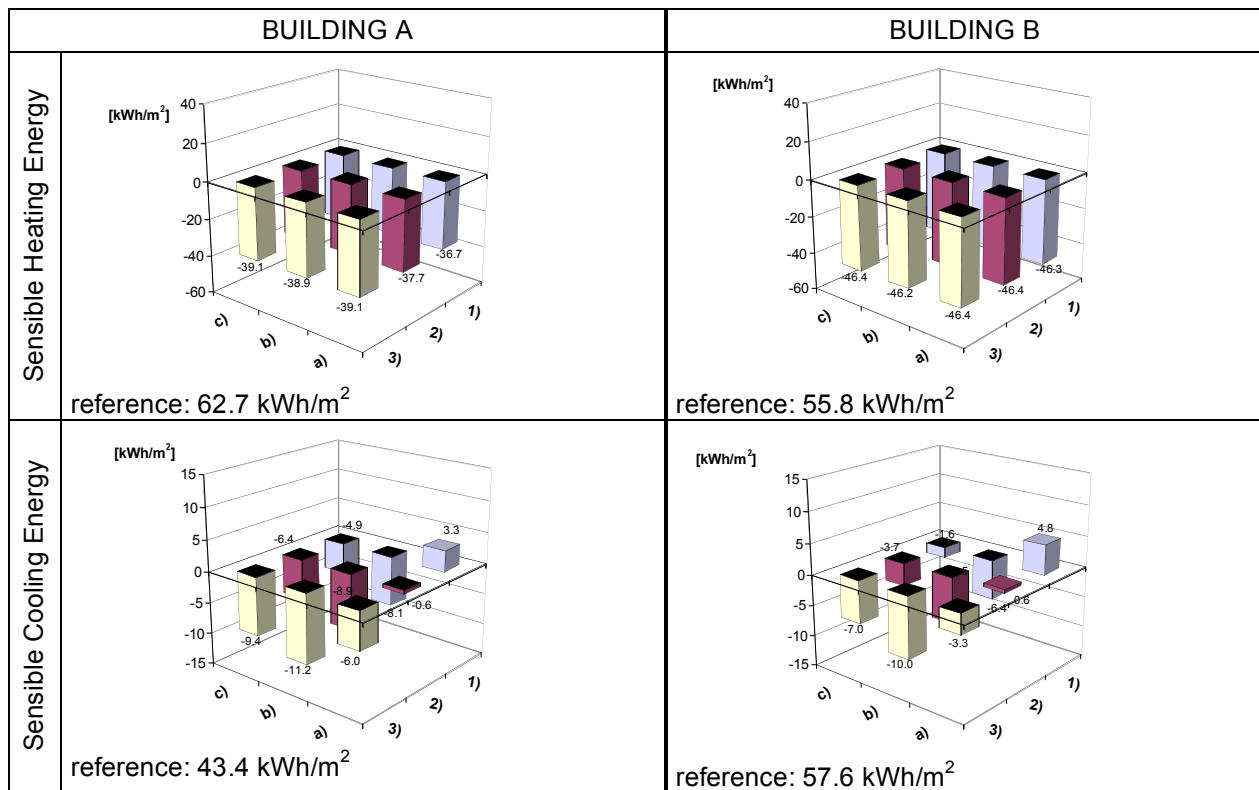 BUILDING A
BUILDING B
Sensible Heating Energy
[kWh/m²]
40
20
0
-20
-40
-60
-39.1
-38.9
-39.1
-37.7
-36.7
c)
b)
a)
3)
2)
1)
reference: 62.7 kWh/m²
[kWh/m²]
40
20
0
-20
-40
-60
-46.4
-46.2
-46.4
-46.4
-46.3
c)
b)
a)
3)
2)
1)
reference: 55.8 kWh/m²
Sensible Cooling Energy
[kWh/m²]
15
10
5
0
-5
-10
-15
-6.4
-4.9
3.3
-8.9
-8.1
-0.6
-9.4
-11.2
-6.0
c)
b)
a)
3)
2)
1)
reference: 43.4 kWh/m²
[kWh/m²]
15
10
5
0
-5
-10
-15
-3.7
-1.6
4.8
-6.4
-0.6
-7.0
-10.0
-3.3
c)
b)
a)
3)
2)
1)
reference: 57.6 kWh/m²